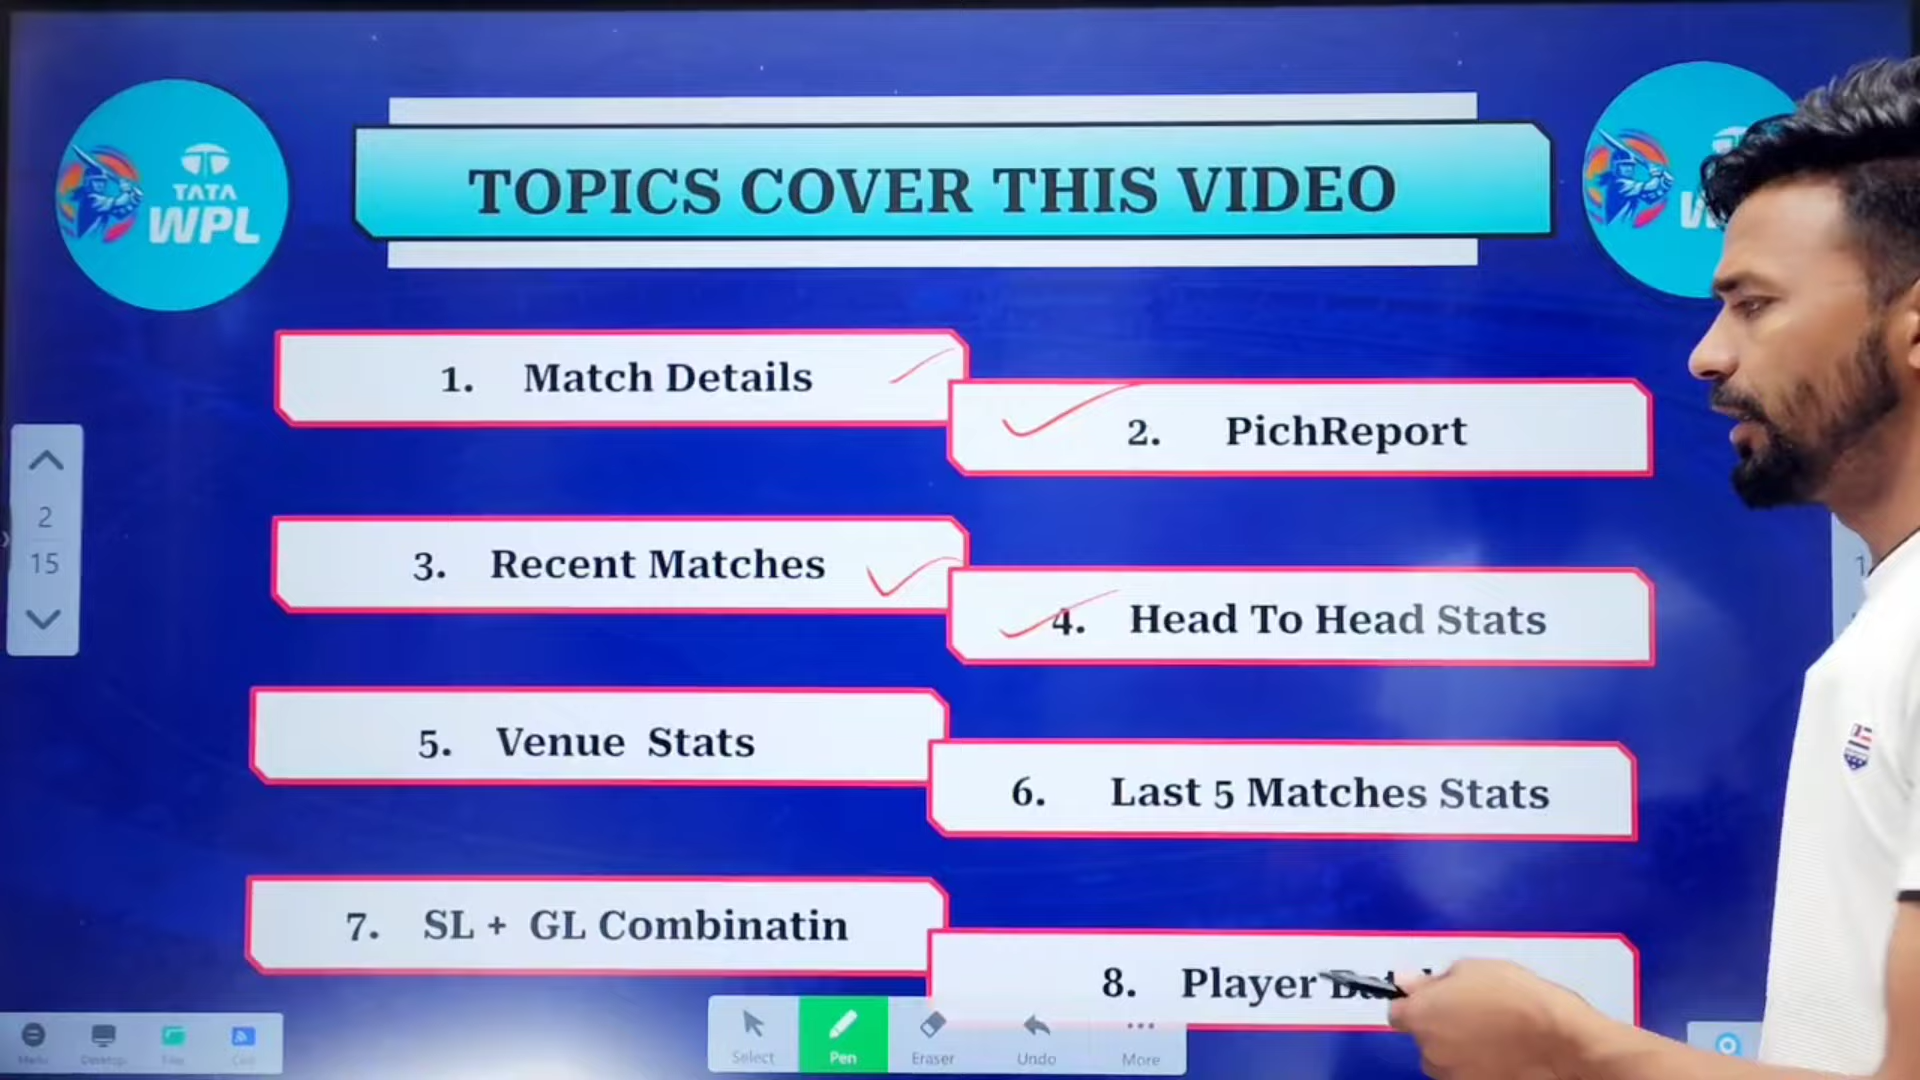 TATA
WPL
TOPICS COVER THIS VIDEO
1. Match Details
2. PichReport
3. Recent Matches
4. Head To Head Stats
5. Venue Stats
6. Last 5 Matches Stats
7. SL + GL Combinatin
8. Player
2
15
Select
Pen
Eraser
Undo
More